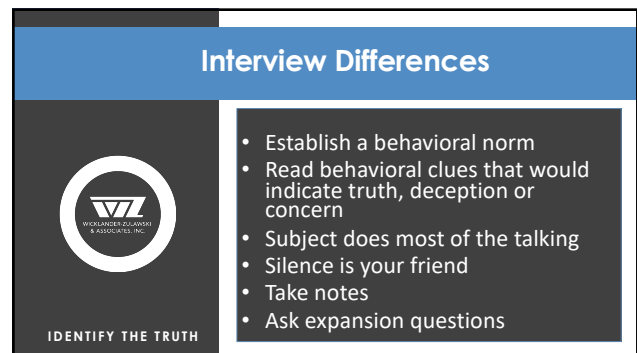 Interview Differences
• Establish a behavioral norm
• Read behavioral clues that would
indicate truth, deception or
concern
• Subject does most of the talking
• Silence is your friend
• Take notes
• Ask expansion questions
WZ
WICKLANDER-ZULAWSKI
& ASSOCIATES, INC.
IDENTIFY THE TRUTH